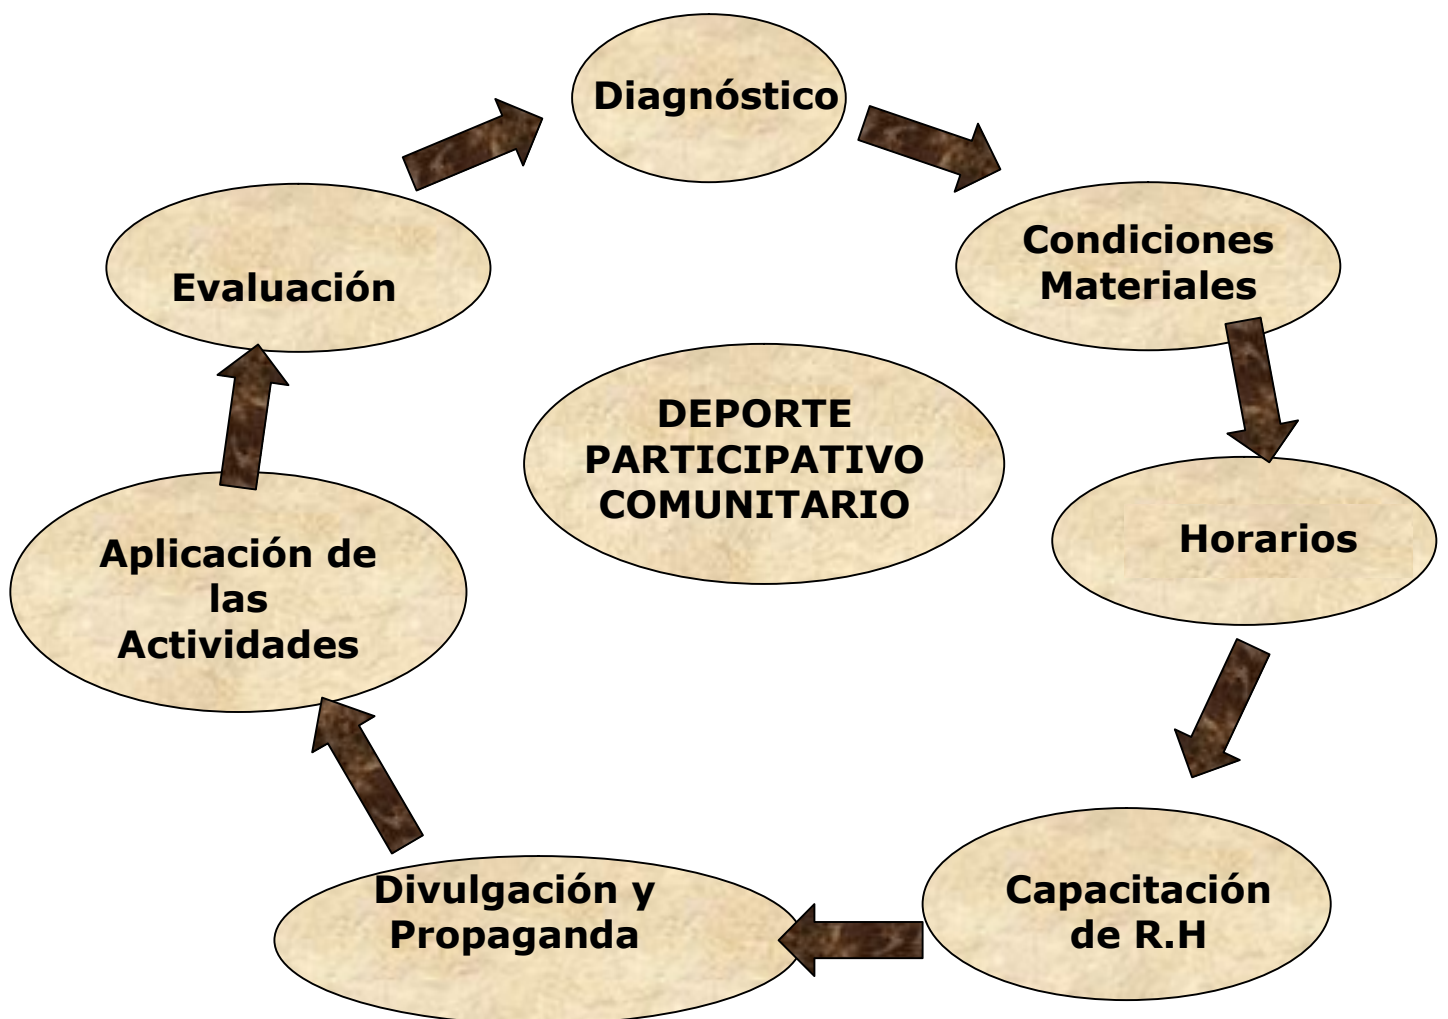 Diagnóstico
Condiciones
Materiales
Horarios
Capacitación
de R.H
Divulgación y
Propaganda
Aplicación de
las
Actividades
Evaluación
DEPORTE
PARTICIPATIVO
COMUNITARIO